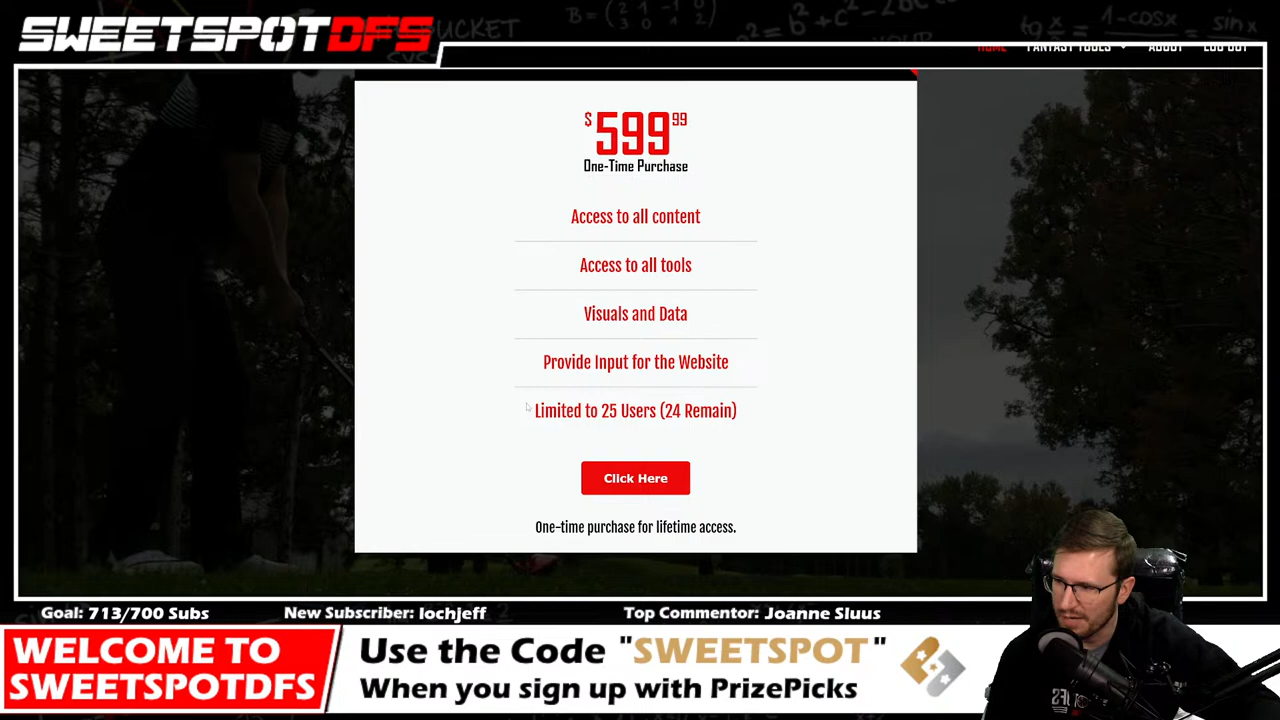 SWEETSPOTDFS
HOME FANTASY TOOLS ABOUT LOG OUT
$599.99
One-Time Purchase
Access to all content
Access to all tools
Visuals and Data
Provide Input for the Website
Limited to 25 Users (24 Remain)
Click Here
One-time purchase for lifetime access.
Goal: 713/700 Subs New Subscriber: lochjeff Top Commentor: Joanne Sluus
WELCOME TO
SWEETSPOTDFS
Use the Code "SWEETSPOT"
When you sign up with PrizePicks